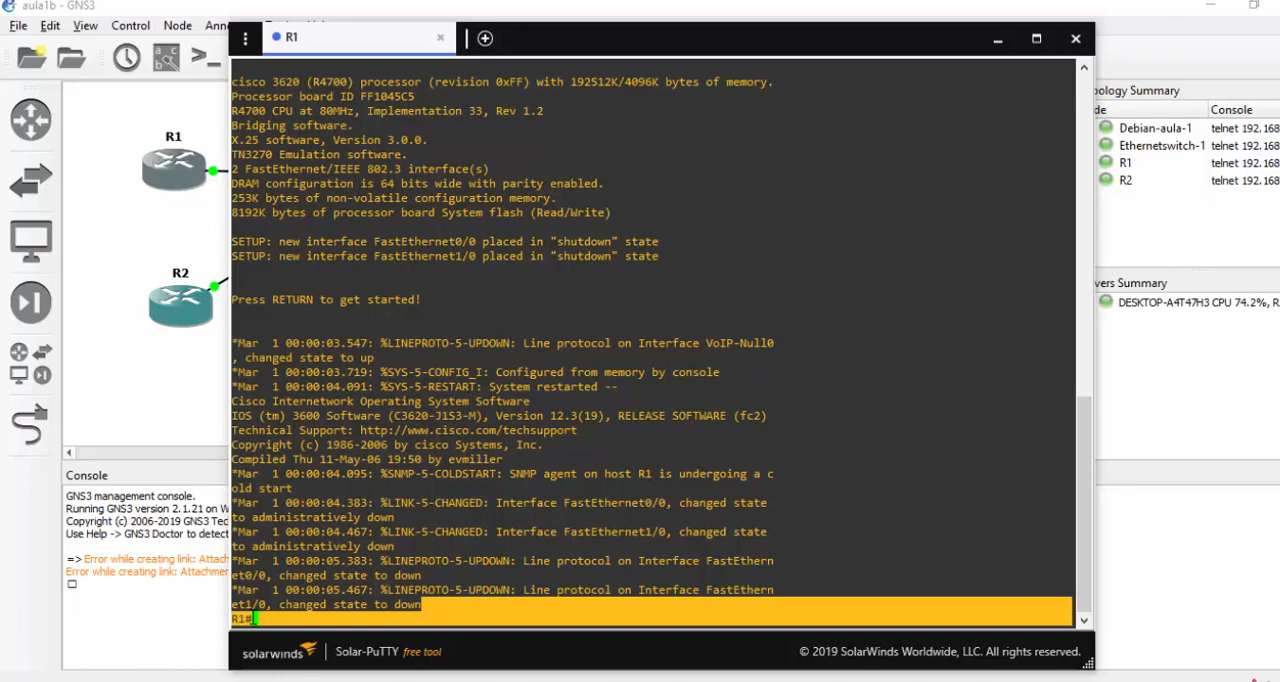 aula1b - GNS3
File Edit View Control Node Ann
R1
cisco 3620 (R4700) processor (revision 0xFF) with 192512K/4096K bytes of memory.
Processor board ID FF1045C5
R4700 CPU at 80MHz, Implementation 33, Rev 1.2
Bridging software.
X.25 software, Version 3.0.0.
TN3270 Emulation software.
2 FastEthernet/IEEE 802.3 interface(s)
DRAM configuration is 64 bits wide with parity enabled.
253K bytes of non-volatile configuration memory.
8192K bytes of processor board System flash (Read/Write)
SETUP: new interface FastEthernet0/0 placed in "shutdown" state
SETUP: new interface FastEthernet1/0 placed in "shutdown" state
Press RETURN to get started!
*Mar  1 00:00:03.547: %LINEPROTO-5-UPDOWN: Line protocol on Interface VoIP-Null0
, changed state to up
*Mar  1 00:00:03.719: %SYS-5-CONFIG_I: Configured from memory by console
*Mar  1 00:00:04.091: %SYS-5-RESTART: System restarted --
Cisco Internetwork Operating System Software
IOS (tm) 3600 Software (C3620-J1S3-M), Version 12.3(19), RELEASE SOFTWARE (fc2)
Technical Support: http://www.cisco.com/techsupport
Copyright (c) 1986-2006 by cisco Systems, Inc.
Compiled Thu 11-May-06 19:50 by evmiller
*Mar  1 00:00:04.095: %SNMP-5-COLDSTART: SNMP agent on host R1 is undergoing a c
old start
*Mar  1 00:00:04.383: %LINK-5-CHANGED: Interface FastEthernet0/0, changed state
to administratively down
*Mar  1 00:00:04.467: %LINK-5-CHANGED: Interface FastEthernet1/0, changed state
to administratively down
*Mar  1 00:00:05.383: %LINEPROTO-5-UPDOWN: Line protocol on Interface FastEthern
et0/0, changed state to down
*Mar  1 00:00:05.467: %LINEPROTO-5-UPDOWN: Line protocol on Interface FastEthern
et1/0, changed state to down
R1#
solarwinds Solar-PuTTY free tool © 2019 SolarWinds Worldwide, LLC. All rights reserved.
R1
R2
Console
GNS3 management console.
Running GNS3 version 2.1.21 on W
Copyright (c) 2006-2019 GNS3 Tec
Use Help -> GNS3 Doctor to detect
=> Error while creating link: Attach
Error while creating link: Attachmer
pology Summary
de Console
Debian-aula-1 telnet 192.168
Ethernetswitch-1 telnet 192.168
R1 telnet 192.168
R2 telnet 192.168
vers Summary
DESKTOP-A4T47H3 CPU 74.2%, R